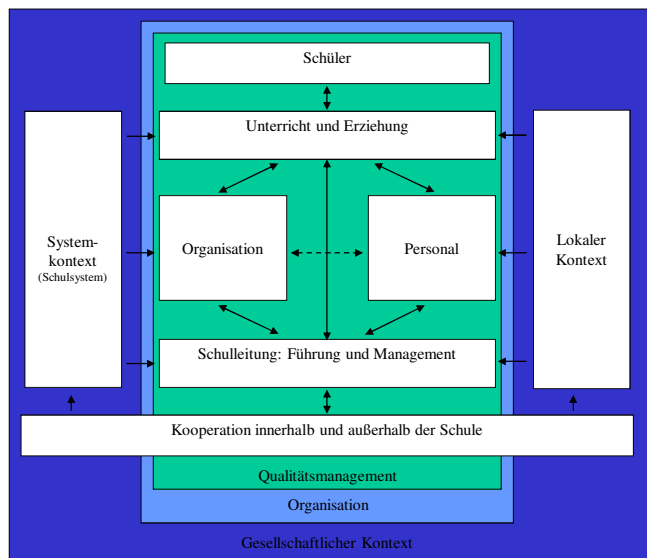 Schüler
Unterricht und Erziehung
System-
kontext
(Schulsystem)
Organisation
Personal
Lokaler
Kontext
Schulleitung: Führung und Management
Kooperation innerhalb und außerhalb der Schule
Qualitätsmanagement
Organisation
Gesellschaftlicher Kontext